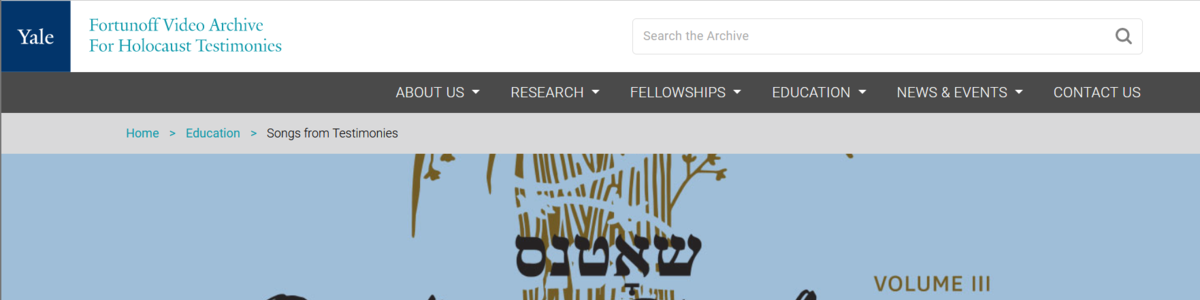 Yale
Fortunoff Video Archive
For Holocaust Testimonies
Search the Archive
ABOUT US RESEARCH FELLOWSHIPS EDUCATION NEWS & EVENTS CONTACT US
Home > Education > Songs from Testimonies
שאָטנס
VOLUME III